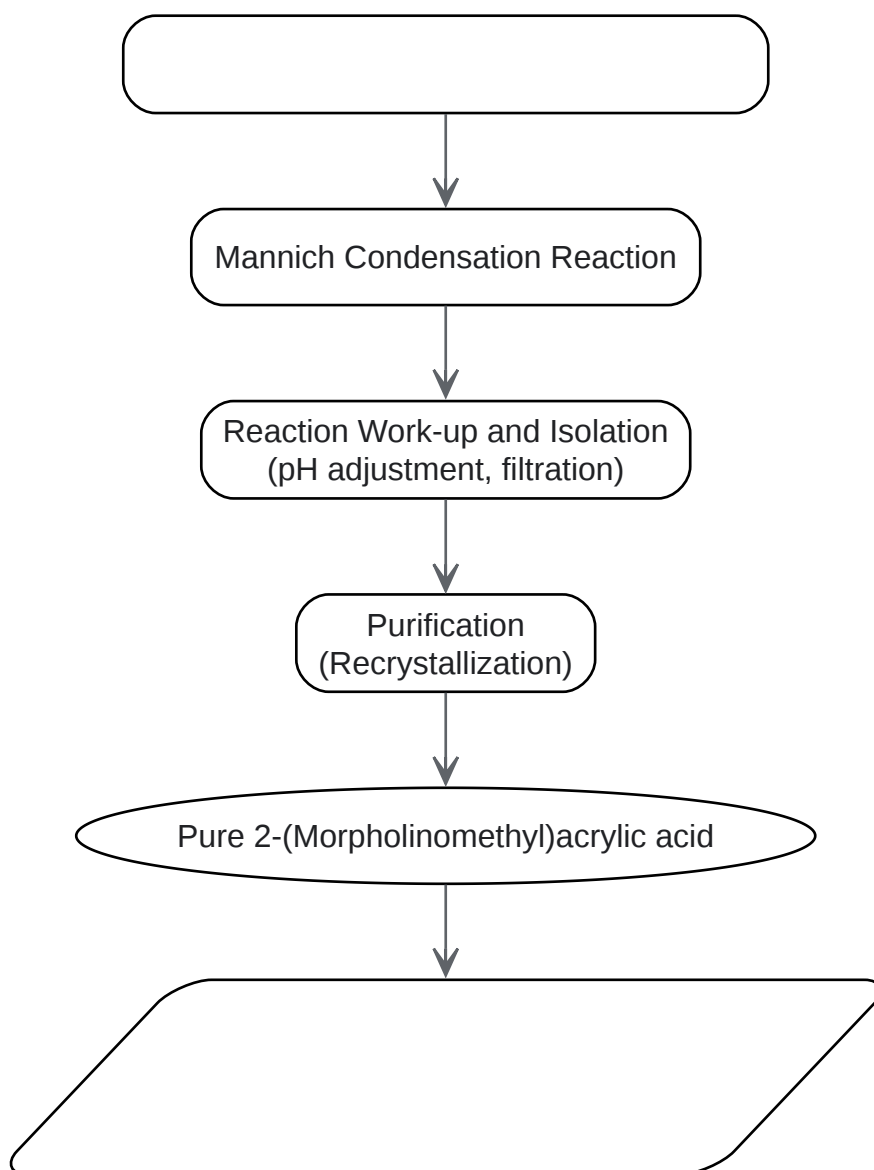 Mannich Condensation Reaction
Reaction Work-up and Isolation
(pH adjustment, filtration)
Purification
(Recrystallization)
Pure 2-(Morpholinomethyl)acrylic acid